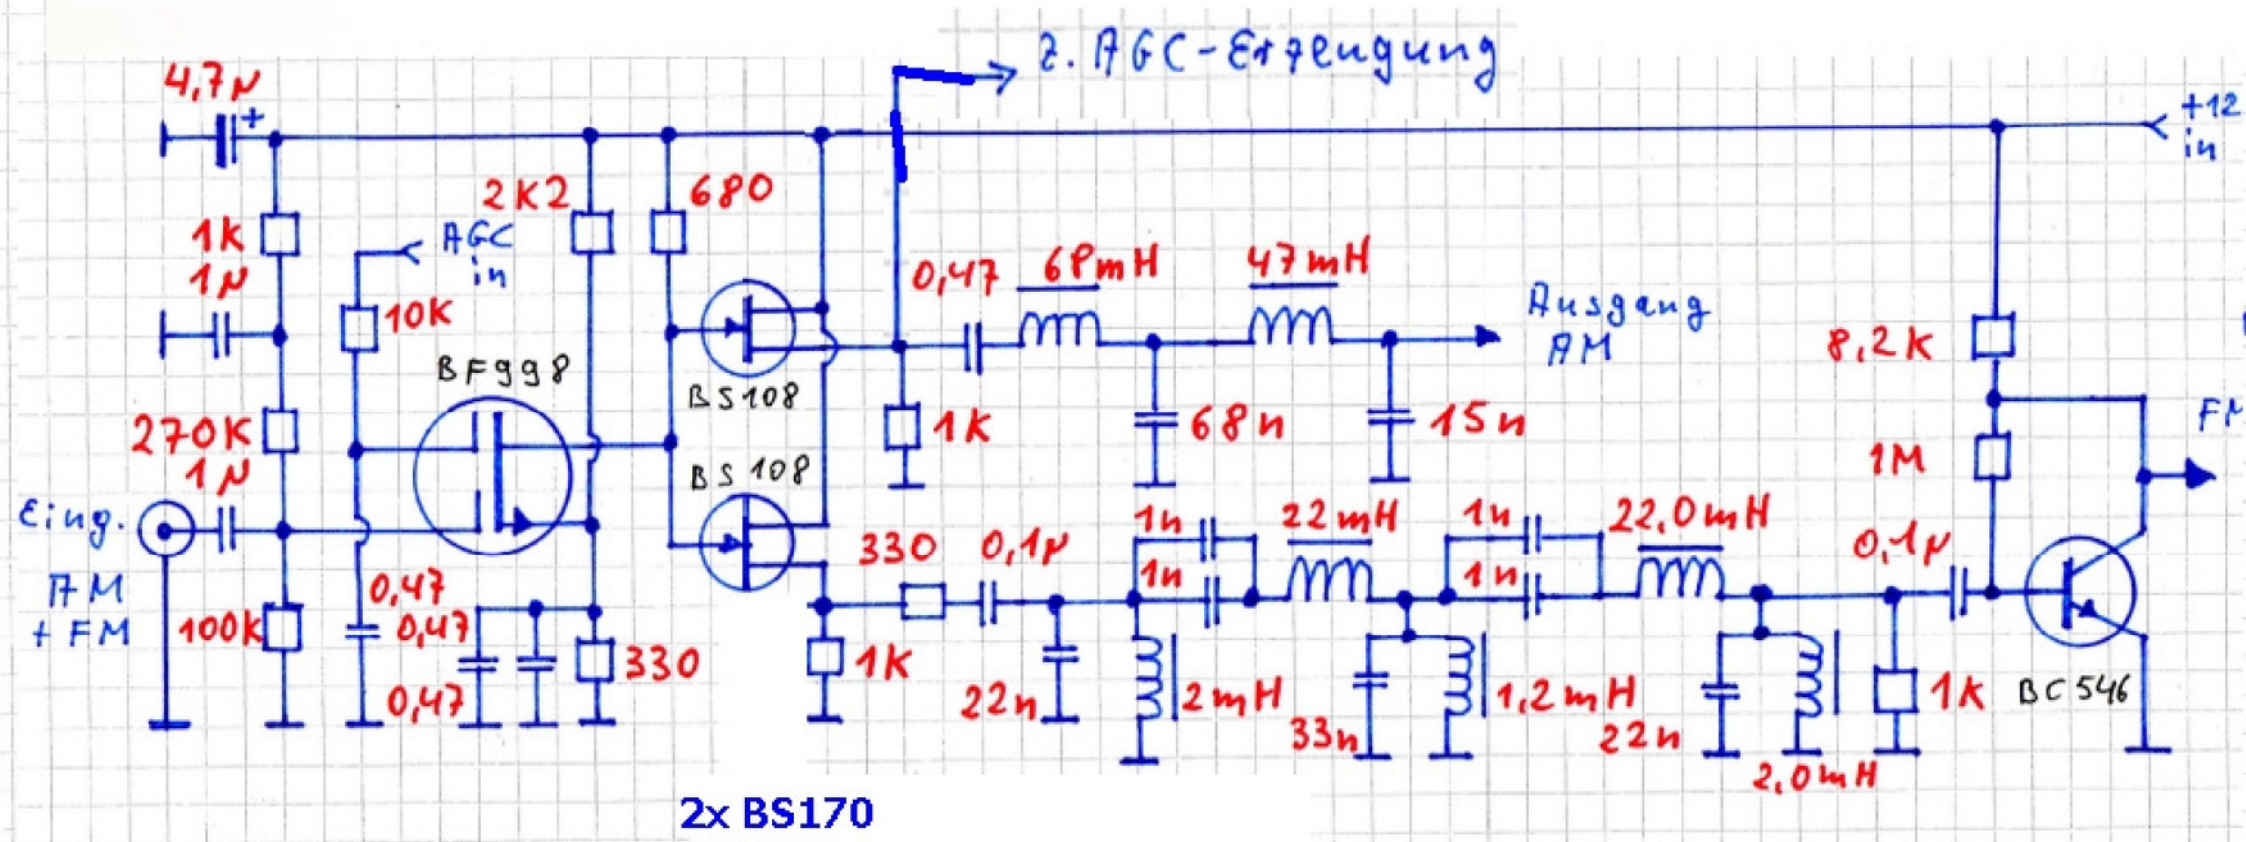 4,7µ
+
z. AGC-Erzeugung
+12
in
2K2
680
1K
1µ
AGC
in
10K
0,47
68mH
47mH
Ausgang
AM
8,2K
BF998
BS108
270K
1µ
1K
68n
15n
FM
1M
BS108
Eing.
AM
+ FM
330
0,1µ
1n
22mH
1n
22,0mH
0,1µ
1n
1n
100K
0,47
0,47
0,47
330
1K
22n
2mH
33n
1,2mH
22n
2,0mH
1K
BC546
2x BS170